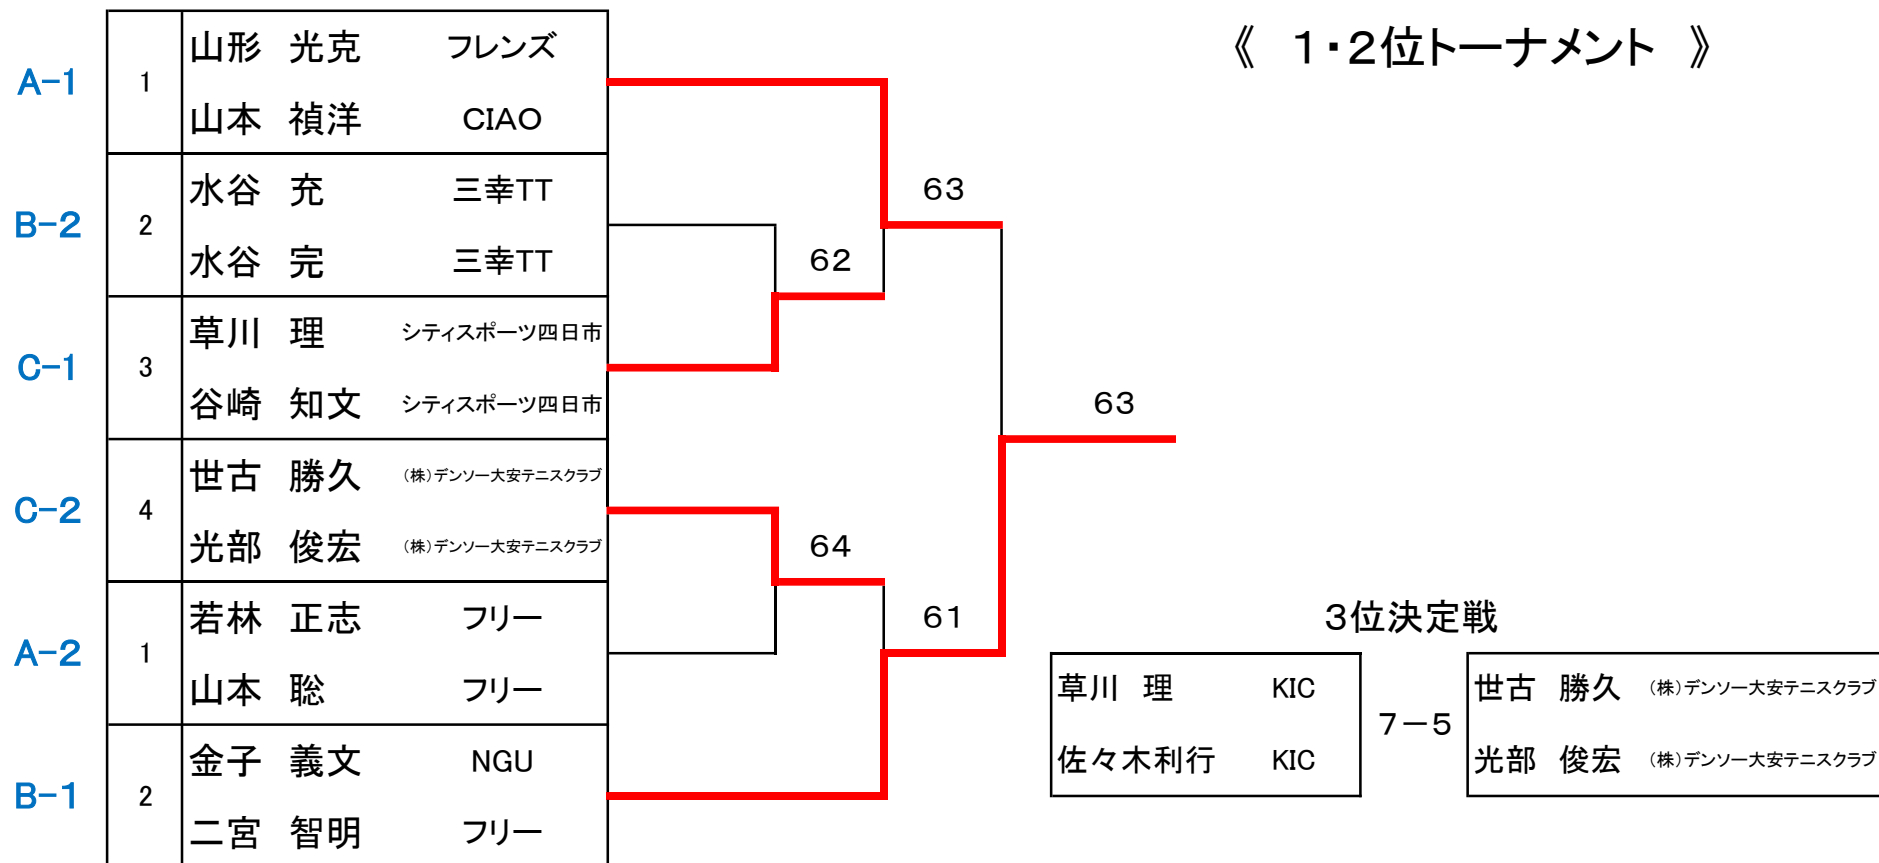 《 1・2位トーナメント 》
A-1 1 山形 光克 フレンズ
山本 禎洋 CIAO
B-2 2 水谷 充 三幸TT
水谷 完 三幸TT
C-1 3 草川 理 シティスポーツ四日市
谷崎 知文 シティスポーツ四日市
C-2 4 世古 勝久 (株)デンソー大安テニスクラブ
光部 俊宏 (株)デンソー大安テニスクラブ
A-2 1 若林 正志 フリー
山本 聡 フリー
B-1 2 金子 義文 NGU
二宮 智明 フリー
63
62
63
64
61
3位決定戦
草川 理 KIC
佐々木利行 KIC
7-5
世古 勝久 (株)デンソー大安テニスクラブ
光部 俊宏 (株)デンソー大安テニスクラブ